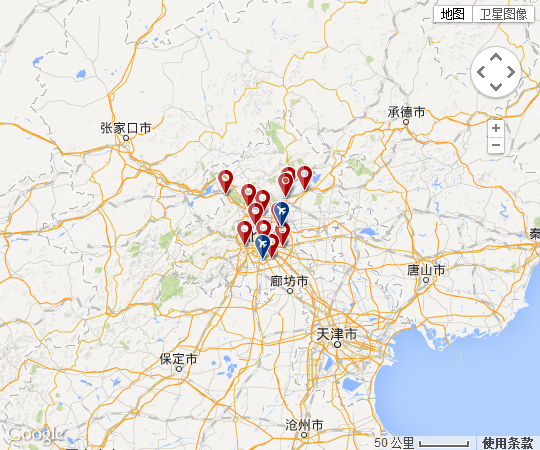 地图 卫星图像
承德市
张家口市
秦
唐山市
廊坊市
天津市
保定市
沧州市
Google
50 公里
使用条款